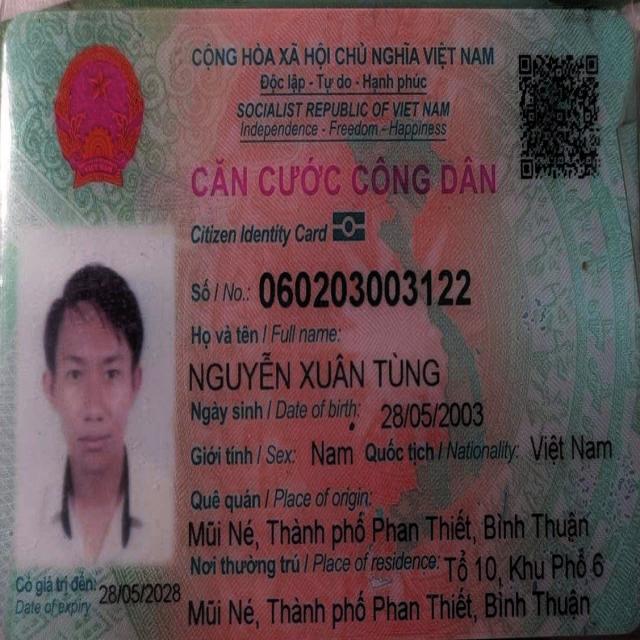 CỘNG HÒA XÃ HỘI CHỦ NGHĨA VIỆT NAM
Độc lập - Tự do - Hạnh phúc
SOCIALIST REPUBLIC OF VIET NAM
Independence - Freedom - Happiness
CĂN CƯỚC CÔNG DÂN
Citizen Identity Card
Số / No.: 060203003122
Họ và tên / Full name:
NGUYỄN XUÂN TÙNG
Ngày sinh / Date of birth: 28/05/2003
Giới tính / Sex: Nam Quốc tịch / Nationality: Việt Nam
Quê quán / Place of origin:
Mũi Né, Thành phố Phan Thiết, Bình Thuận
Nơi thường trú / Place of residence: Tổ 10, Khu Phố 6
Mũi Né, Thành phố Phan Thiết, Bình Thuận
Có giá trị đến: 28/05/2028
Date of expiry